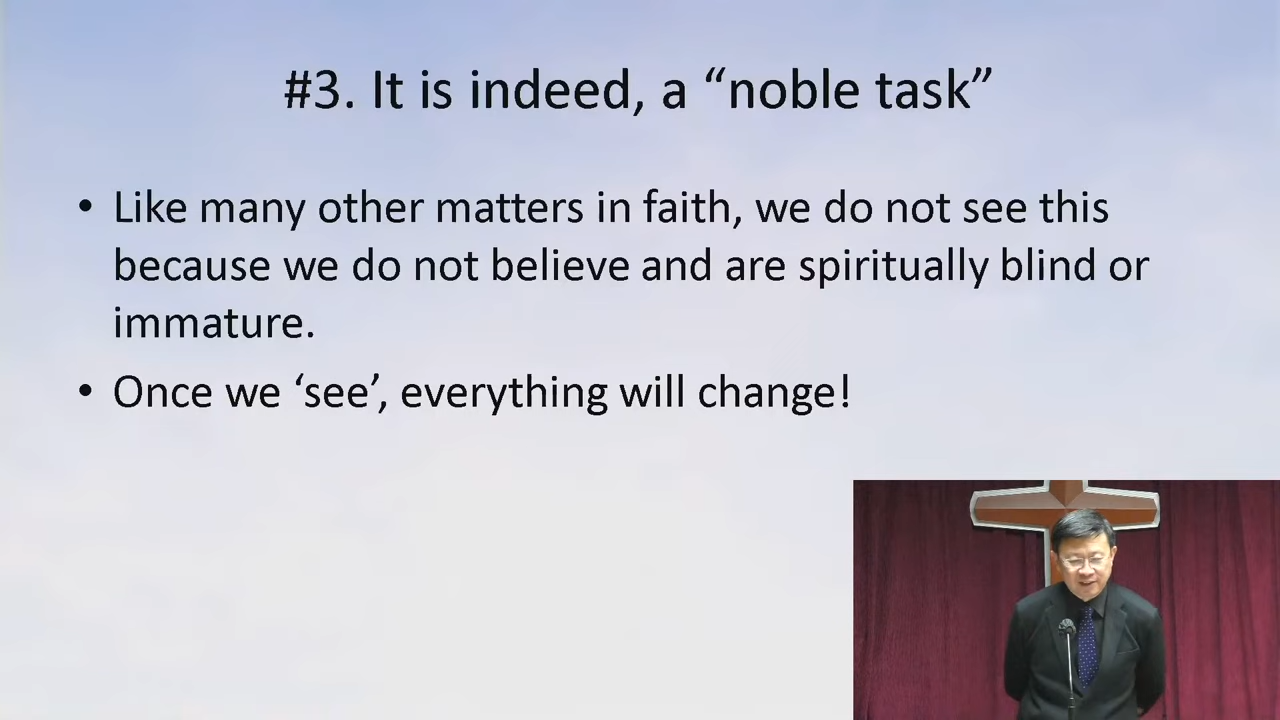 #3. It is indeed, a “noble task”
• Like many other matters in faith, we do not see this
because we do not believe and are spiritually blind or
immature.
• Once we ‘see’, everything will change!